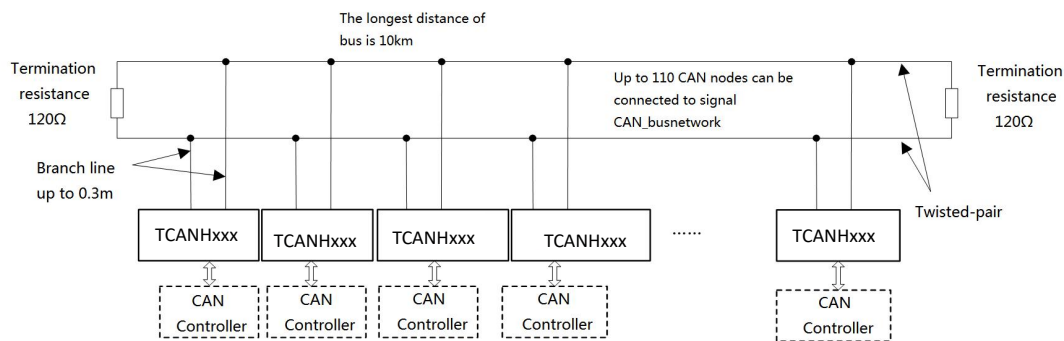 The longest distance of
bus is 10km
Termination
resistance
120Ω
Up to 110 CAN nodes can be
connected to signal
CAN_busnetwork
Termination
resistance
120Ω
Branch line
up to 0.3m
Twisted-pair
TCANHxxx
TCANHxxx
TCANHxxx
TCANHxxx
......
TCANHxxx
CAN
Controller
CAN
Controller
CAN
Controller
CAN
Controller
CAN
Controller